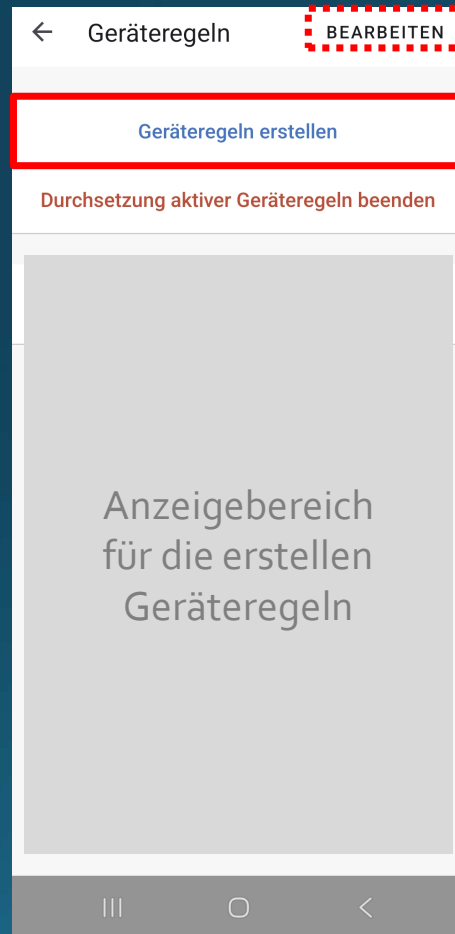 Geräteregeln
BEARBEITEN
Geräteregeln erstellen
Durchsetzung aktiver Geräteregeln beenden
Anzeigebereich
für die erstellen
Geräteregeln